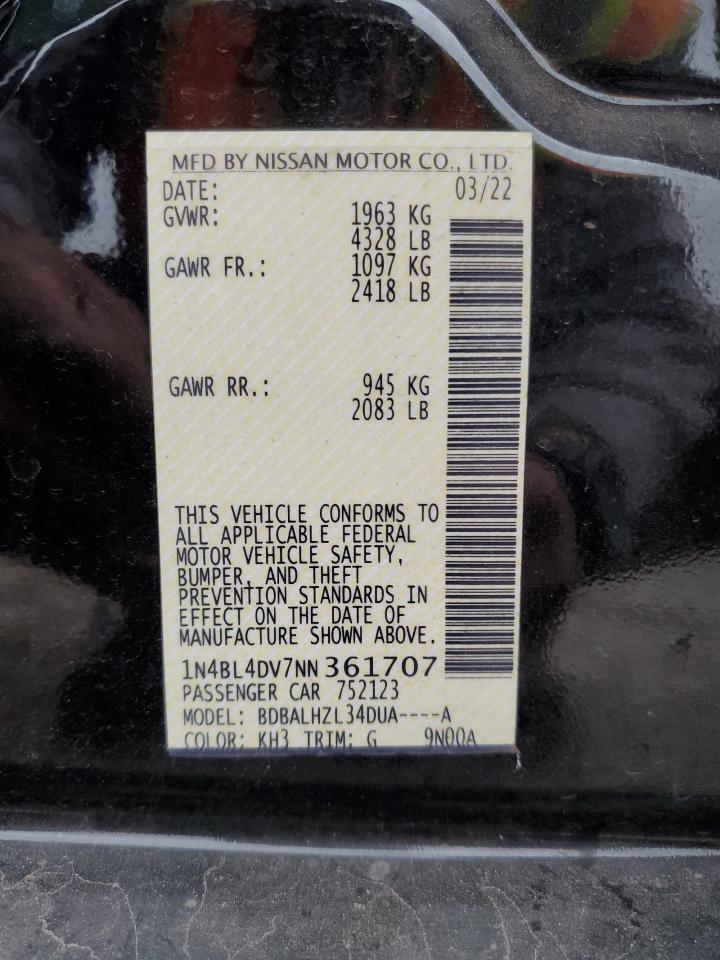 MFD BY NISSAN MOTOR CO., LTD.
DATE: 03/22
GVWR: 1963 KG
4328 LB
GAWR FR.: 1097 KG
2418 LB
GAWR RR.: 945 KG
2083 LB
THIS VEHICLE CONFORMS TO
ALL APPLICABLE FEDERAL
MOTOR VEHICLE SAFETY,
BUMPER, AND THEFT
PREVENTION STANDARDS IN
EFFECT ON THE DATE OF
MANUFACTURE SHOWN ABOVE.
1N4BL4DV7NN361707
PASSENGER CAR 752123
MODEL: BDBALHZL34DUA----A
COLOR: KH3 TRIM: G 9N00A